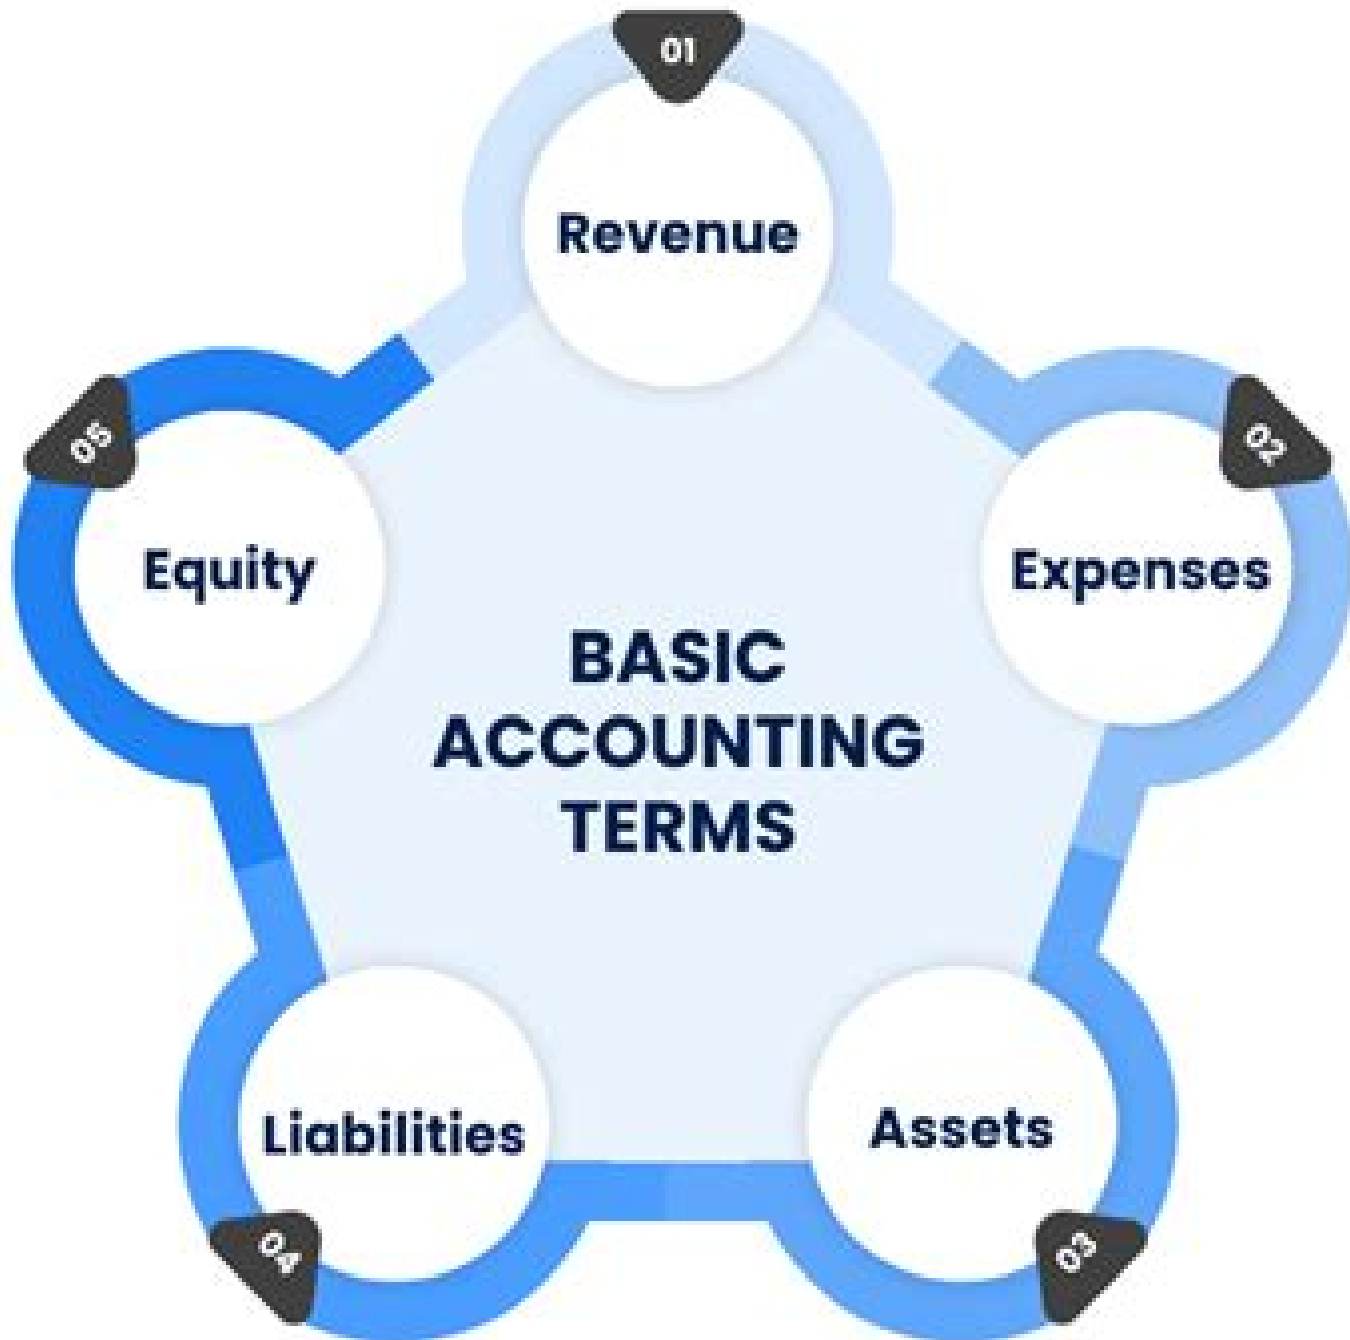 01
Revenue
02
Expenses
03
Assets
04
Liabilities
05
Equity
BASIC
ACCOUNTING
TERMS